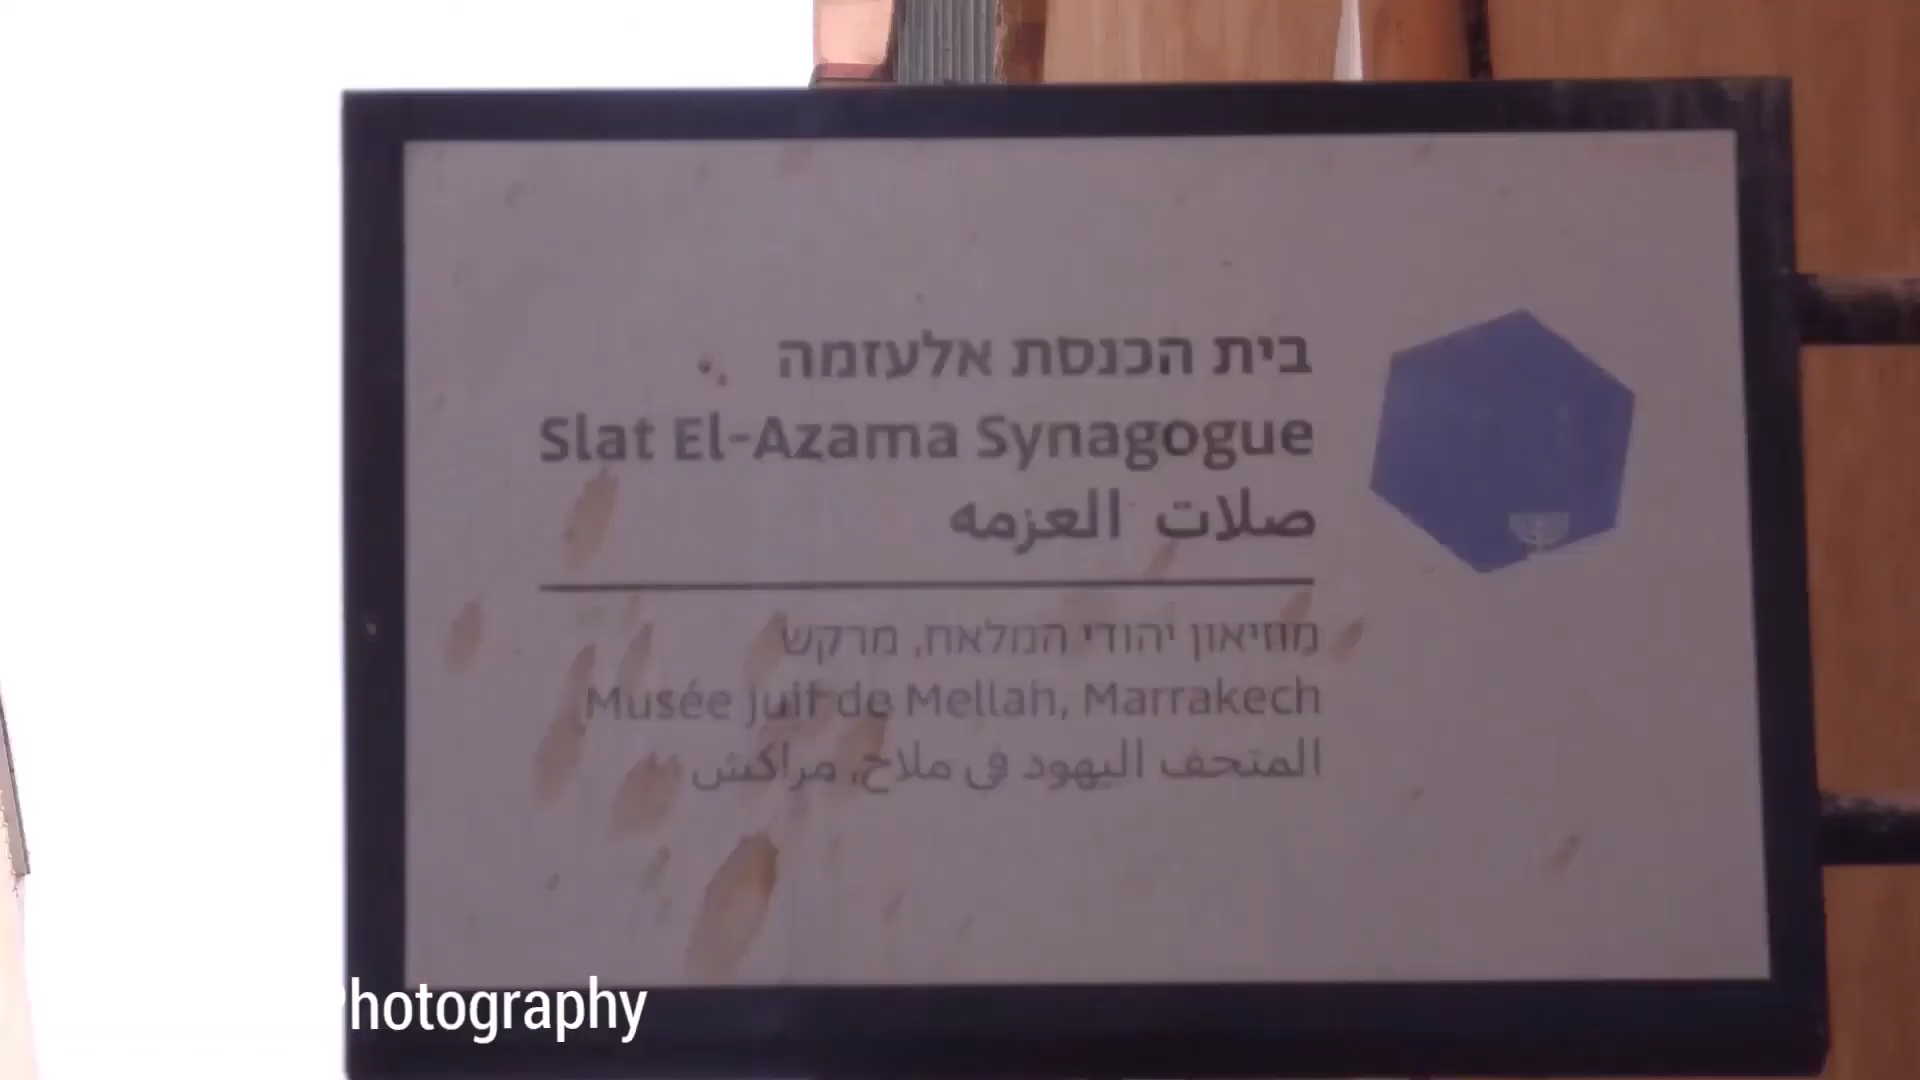 בית הכנסת אלעזמה
Slat El-Azama Synagogue
صلات العزمه
מוזיאון יהודי המלאח, מרקש
Musée juif de Mellah, Marrakech
المتحف اليهود في ملاح, مراكش
Photography